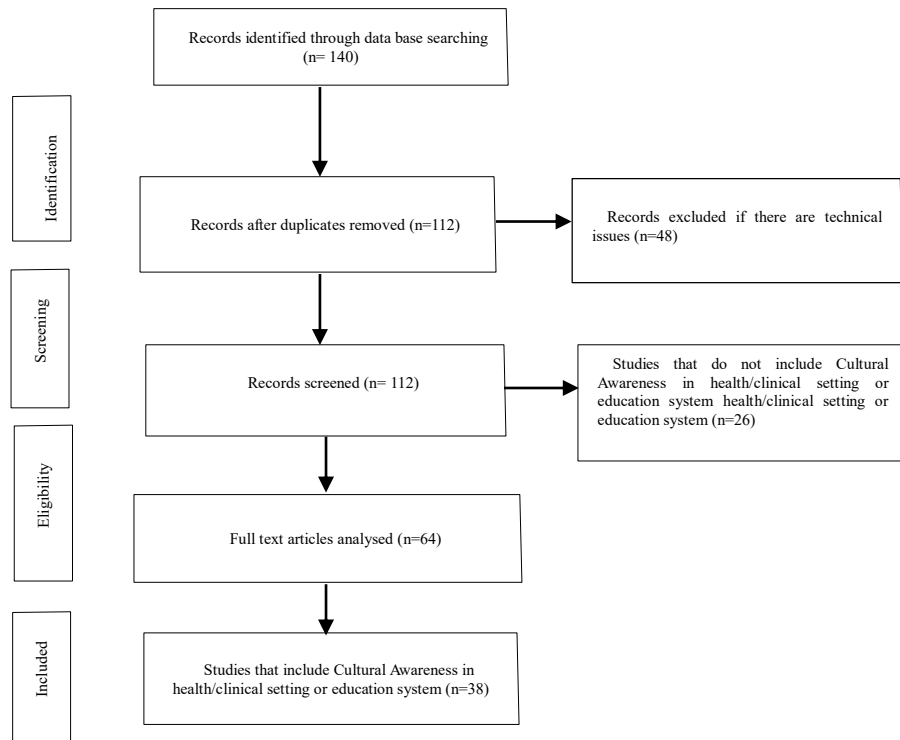 Records identified through data base searching
(n= 140)
Identification
Records after duplicates removed (n=112)
Records excluded if there are technical
issues (n=48)
Screening
Records screened (n= 112)
Studies that do not include Cultural
Awareness in health/clinical setting or
education system health/clinical setting or
education system (n=26)
Eligibility
Full text articles analysed (n=64)
Included
Studies that include Cultural Awareness in
health/clinical setting or education system (n=38)